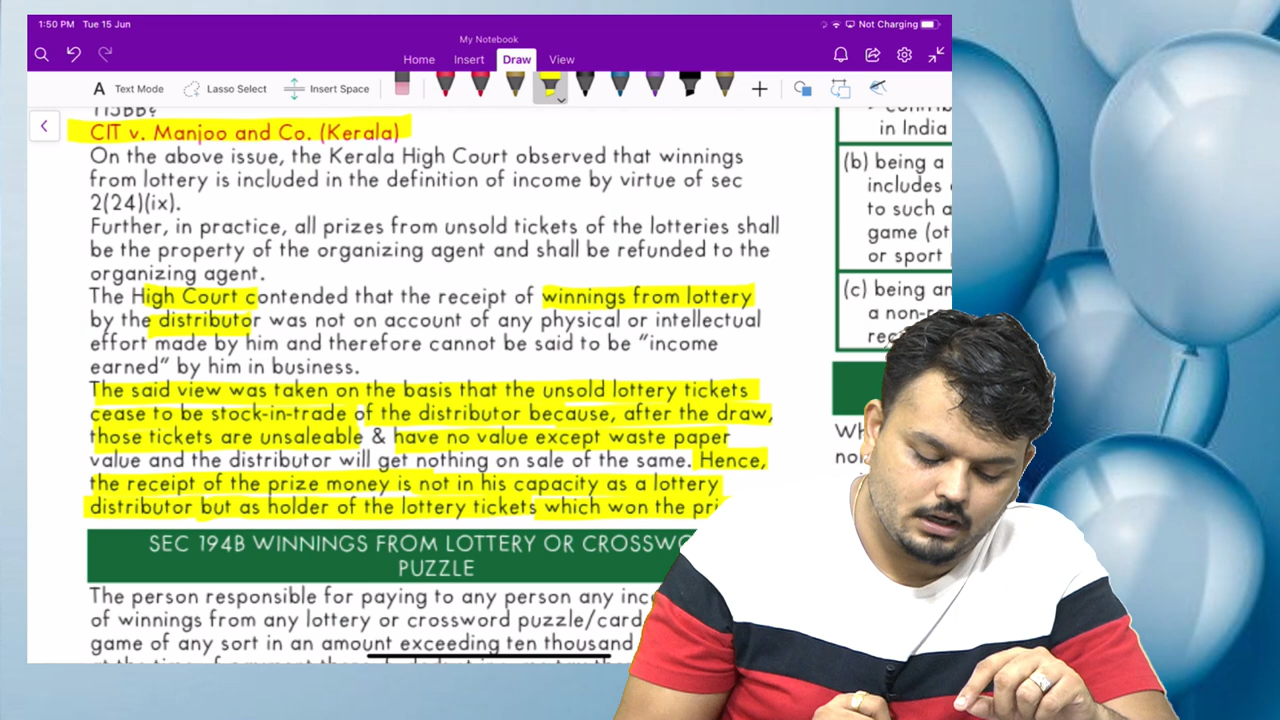 1:50 PM Tue 15 Jun
Not Charging
My Notebook
Home Insert Draw View
A Text Mode Lasso Select Insert Space
115BB?
CIT v. Manjoo and Co. (Kerala)
On the above issue, the Kerala High Court observed that winnings
from lottery is included in the definition of income by virtue of sec
2(24)(ix).
Further, in practice, all prizes from unsold tickets of the lotteries shall
be the property of the organizing agent and shall be refunded to the
organizing agent.
The High Court contended that the receipt of winnings from lottery
by the distributor was not on account of any physical or intellectual
effort made by him and therefore cannot be said to be "income
earned" by him in business.
The said view was taken on the basis that the unsold lottery tickets
cease to be stock-in-trade of the distributor because, after the draw,
those tickets are unsaleable & have no value except waste paper
value and the distributor will get nothing on sale of the same. Hence,
the receipt of the prize money is not in his capacity as a lottery
distributor but as holder of the lottery tickets which won the
SEC 194B WINNINGS FROM LOTTERY OR
PUZZLE
The person responsible for paying to any person any
of winnings from any lottery or crossword puzzle/card
game of any sort in an amount exceeding ten thousand
in India
(b) being a
includes
to such a
game
or sport
(c) being